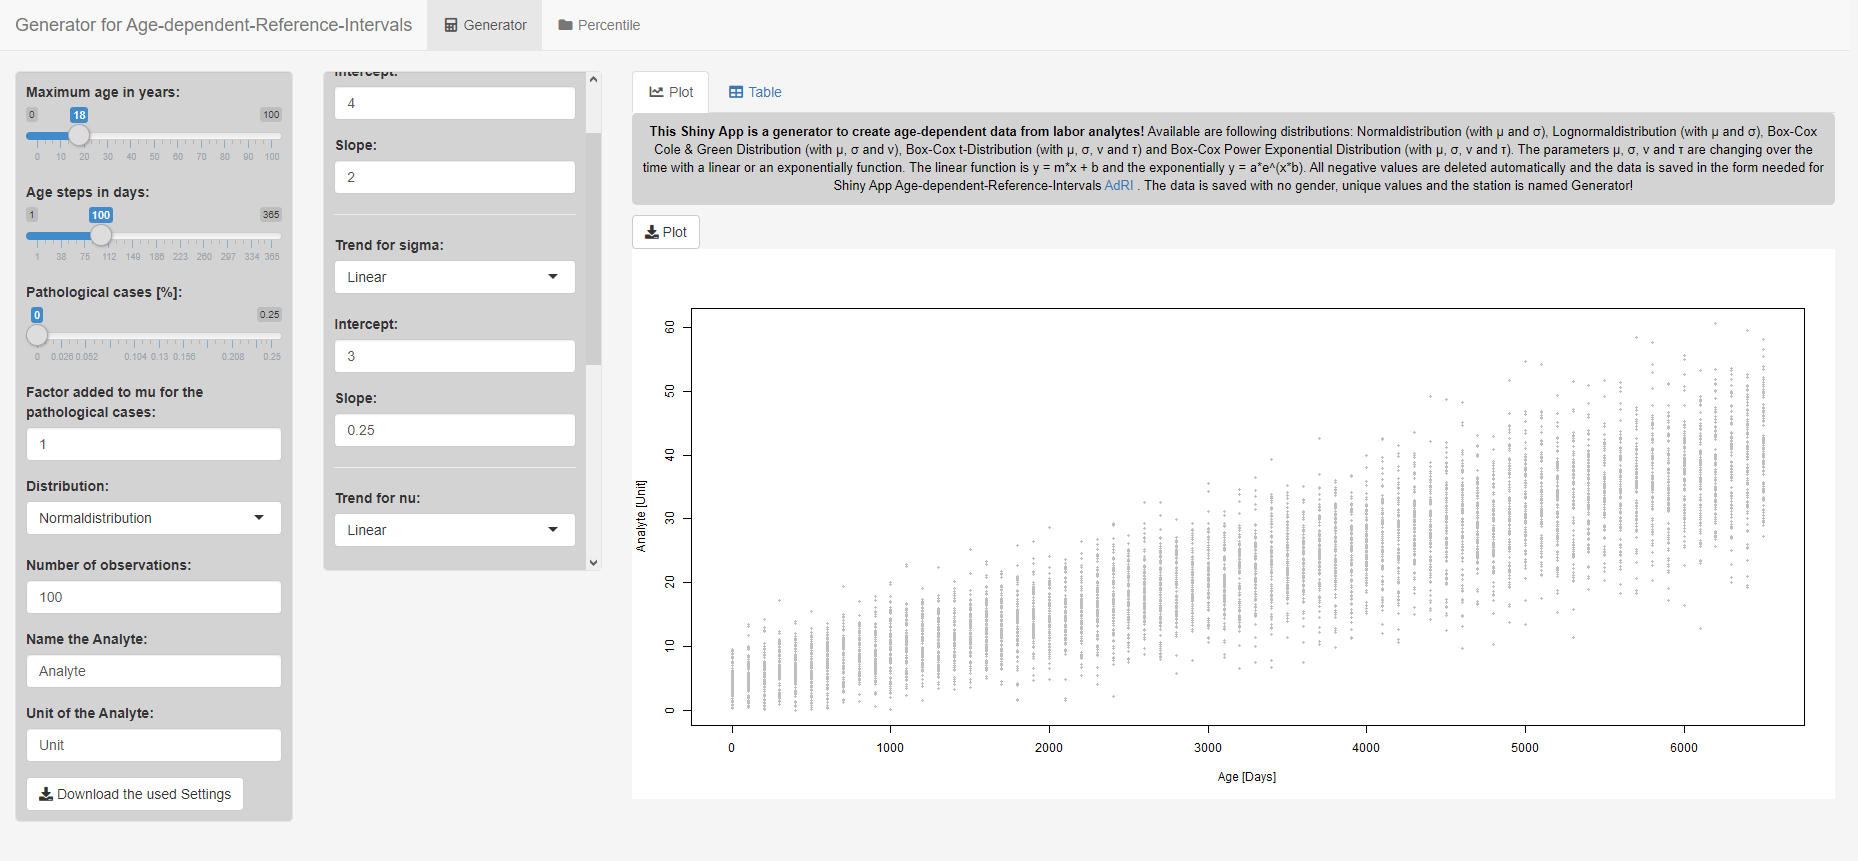 Generator for Age-dependent-Reference-Intervals
Generator
Percentile
Maximum age in years:
0
18
100
0 10 20 30 40 50 60 70 80 90 100
Age steps in days:
1
100
365
1 38 75 112 149 186 223 260 297 334 365
Pathological cases [%]:
0
0.25
0 0.026 0.052 0.104 0.13 0.156 0.208 0.25
Factor added to mu for the
pathological cases:
1
Distribution:
Normaldistribution
Number of observations:
100
Name the Analyte:
Analyte
Unit of the Analyte:
Unit
Download the used Settings
Intercept:
4
Slope:
2
Trend for sigma:
Linear
Intercept:
3
Slope:
0.25
Trend for nu:
Linear
Plot
Table
This Shiny App is a generator to create age-dependent data from labor analytes! Available are following distributions: Normaldistribution (with μ and σ), Lognormaldistribution (with μ and σ), Box-Cox
Cole & Green Distribution (with μ, σ and ν), Box-Cox t-Distribution (with μ, σ, ν and τ) and Box-Cox Power Exponential Distribution (with μ, σ, ν and τ). The parameters μ, σ, ν and τ are changing over the
time with a linear or an exponentially function. The linear function is y = m*x + b and the exponentially y = a*e^(x*b). All negative values are deleted automatically and the data is saved in the form needed for
Shiny App Age-dependent-Reference-Intervals AdRI . The data is saved with no gender, unique values and the station is named Generator!
Plot
Analyte [Unit]
60
50
40
30
20
10
0
0 1000 2000 3000 4000 5000 6000
Age [Days]